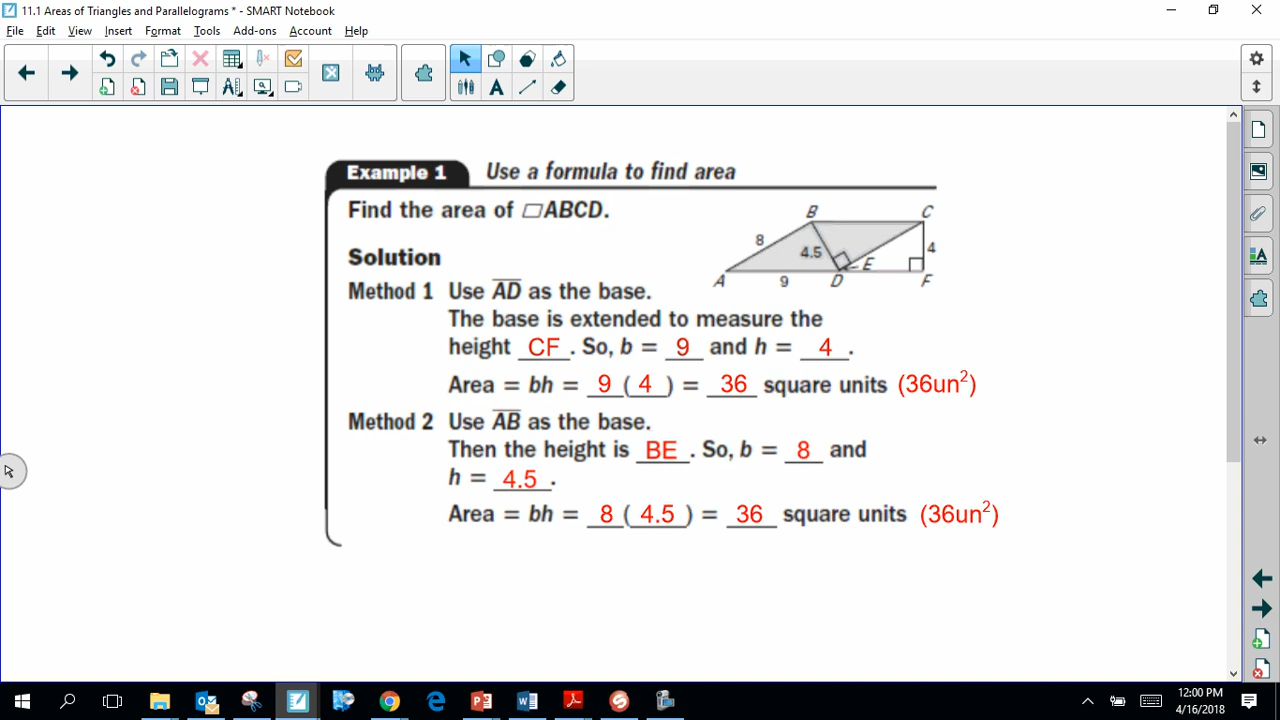 11.1 Areas of Triangles and Parallelograms * - SMART Notebook
File Edit View Insert Format Tools Add-ons Account Help
Example 1 Use a formula to find area
Find the area of ▱ABCD.
B C
8 4.5 4
E
A 9 D F
Solution
Method 1 Use A̅D̅ as the base.
The base is extended to measure the
height CF . So, b = 9 and h = 4 .
Area = bh = 9 ( 4 ) = 36 square units (36un²)
Method 2 Use A̅B̅ as the base.
Then the height is BE . So, b = 8 and
h = 4.5 .
Area = bh = 8 ( 4.5 ) = 36 square units (36un²)
12:00 PM
4/16/2018